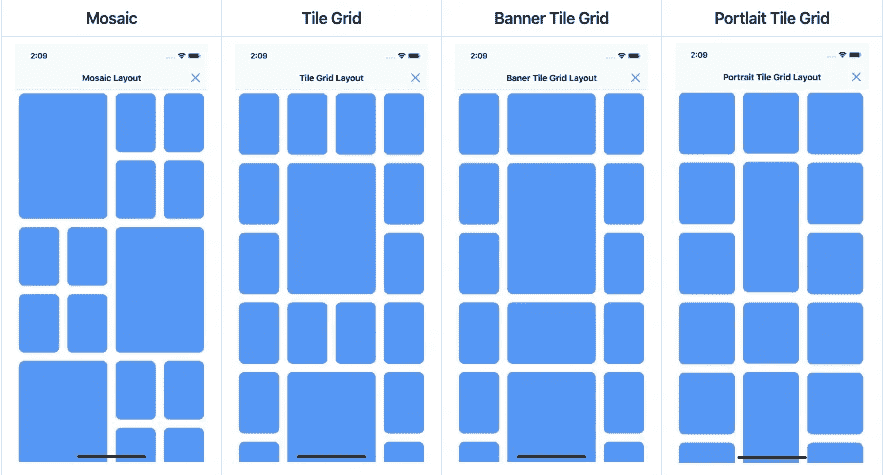 Mosaic
Tile Grid
Banner Tile Grid
Portlait Tile Grid
2:09
Mosaic Layout
2:09
Tile Grid Layout
2:09
Baner Tile Grid Layout
2:09
Portrait Tile Grid Layout